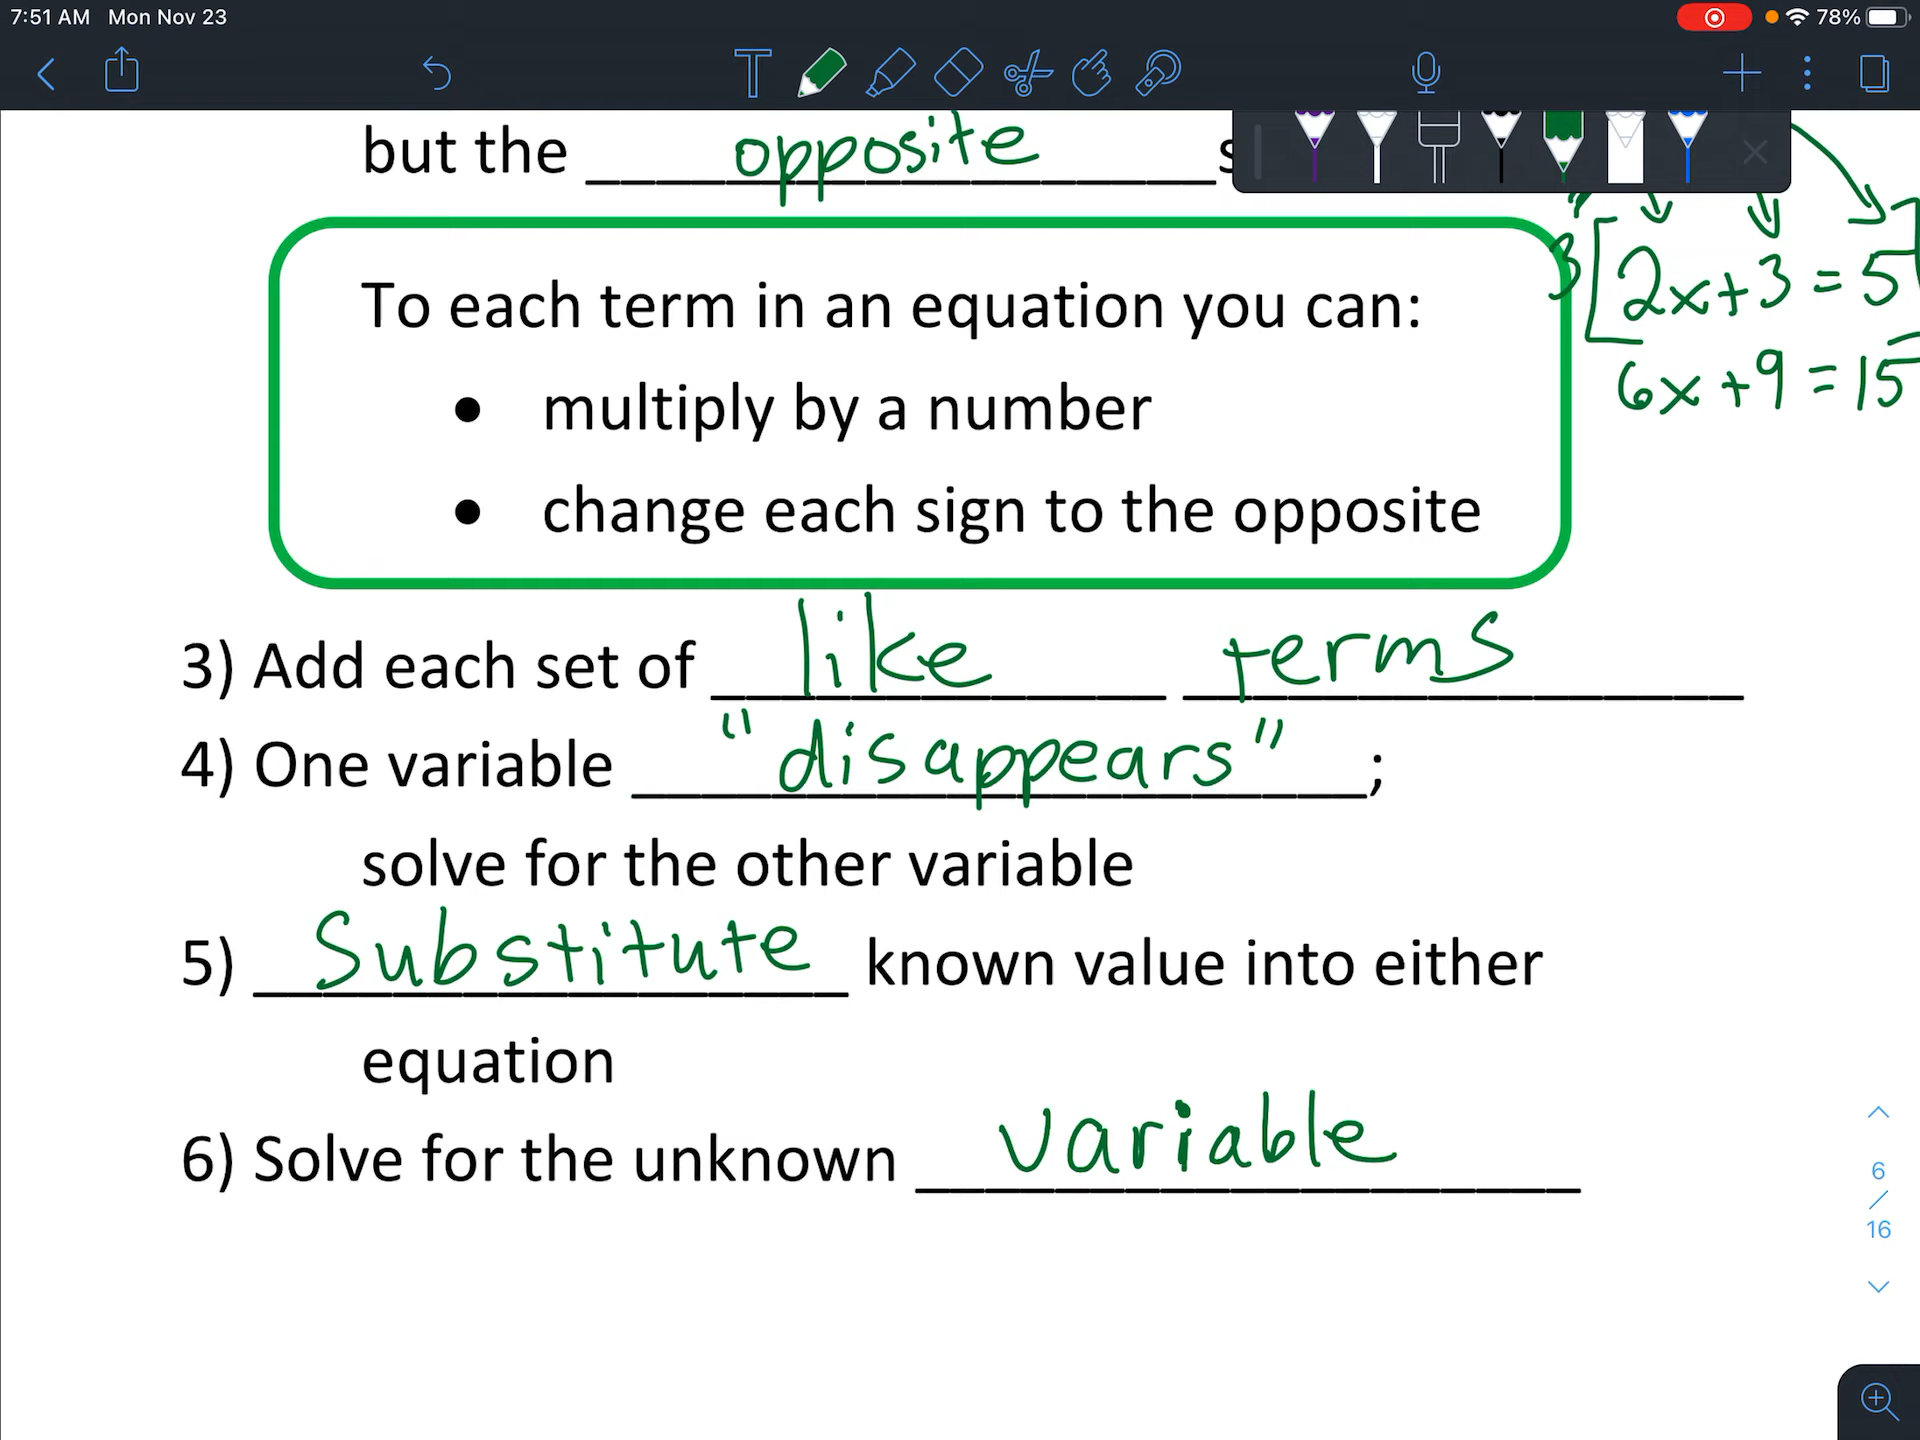 7:51 AM Mon Nov 23
78%
T
but the opposite s
To each term in an equation you can:
3[2x+3=5]
• multiply by a number
6x+9=15
• change each sign to the opposite
3) Add each set of like terms
4) One variable "disappears" ;
solve for the other variable
5) Substitute known value into either
equation
6) Solve for the unknown variable
6
/
16